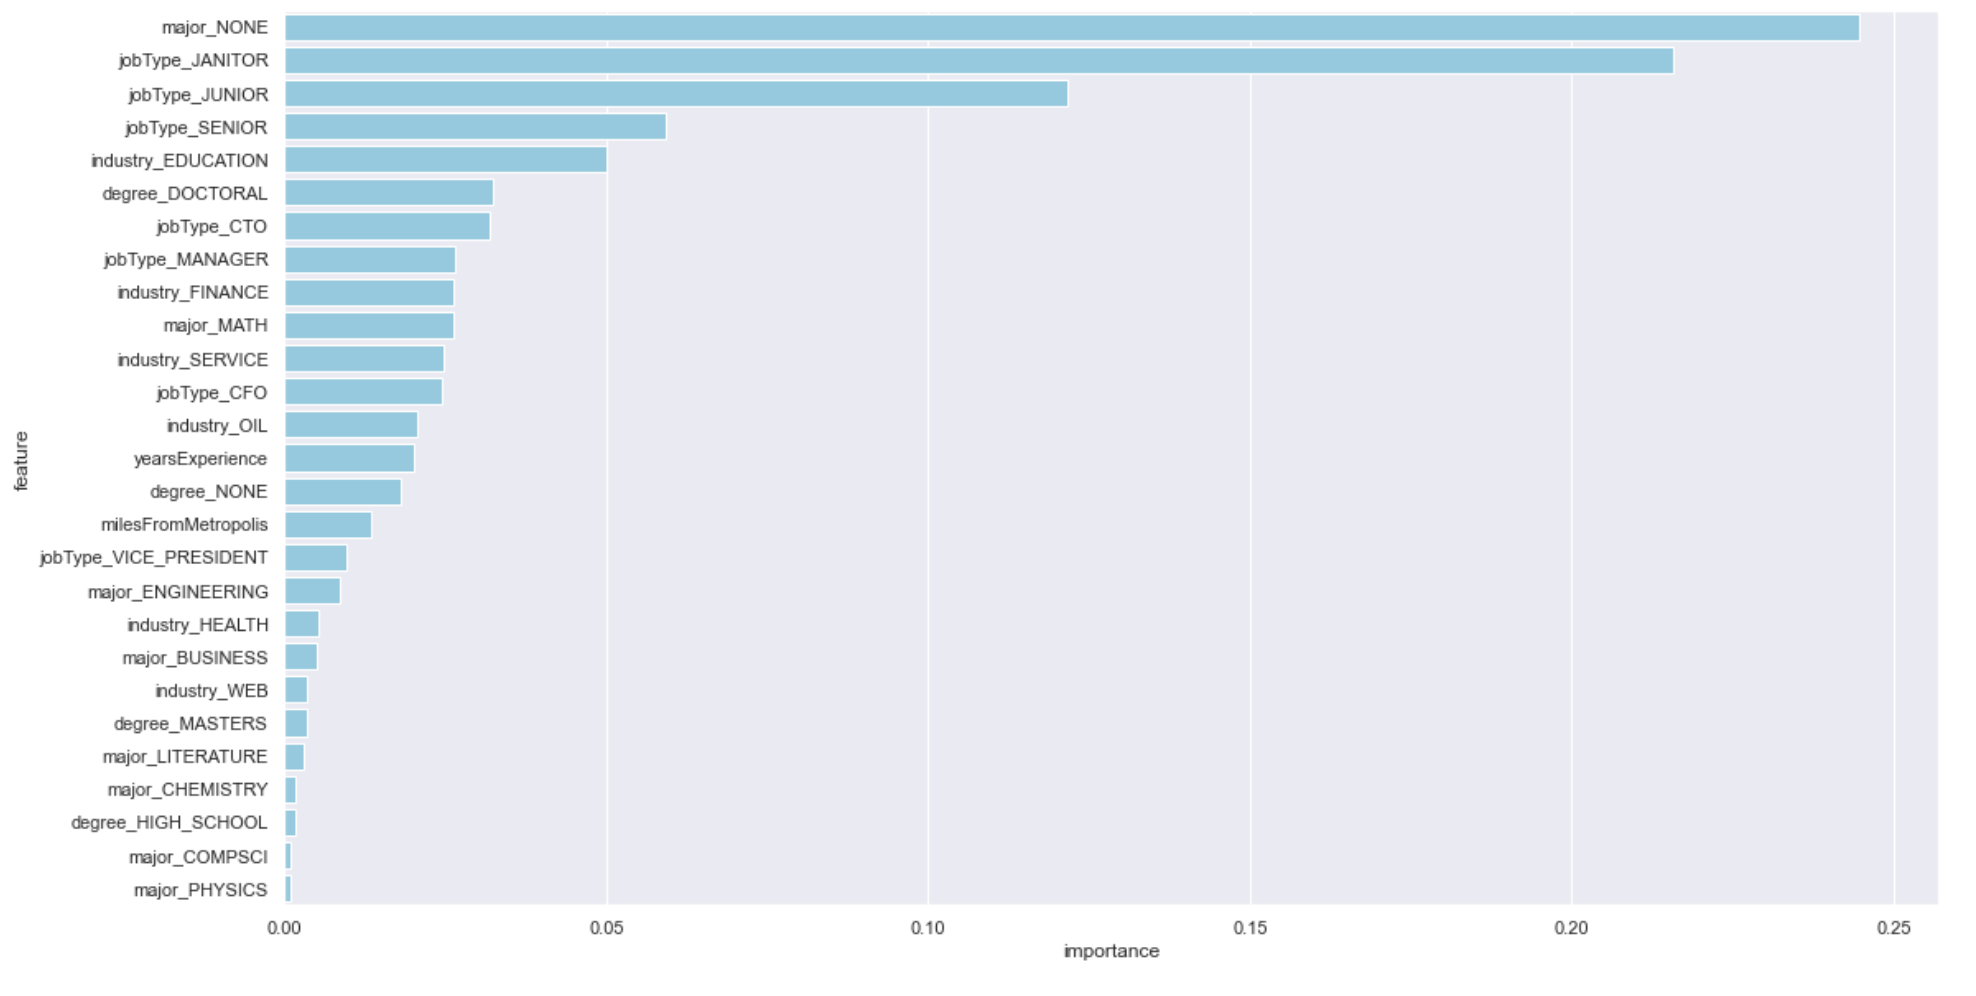 major_NONE
jobType_JANITOR
jobType_JUNIOR
jobType_SENIOR
industry_EDUCATION
degree_DOCTORAL
jobType_CTO
jobType_MANAGER
industry_FINANCE
major_MATH
industry_SERVICE
jobType_CFO
industry_OIL
yearsExperience
degree_NONE
milesFromMetropolis
jobType_VICE_PRESIDENT
major_ENGINEERING
industry_HEALTH
major_BUSINESS
industry_WEB
degree_MASTERS
major_LITERATURE
major_CHEMISTRY
degree_HIGH_SCHOOL
major_COMPSCI
major_PHYSICS
feature
0.00 0.05 0.10 0.15 0.20 0.25
importance